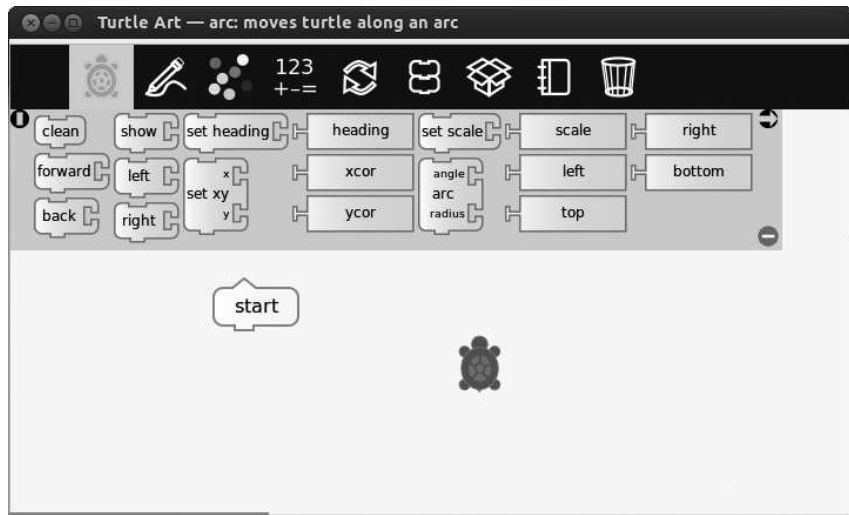 Turtle Art — arc: moves turtle along an arc
123
+-=
clean show set heading heading set scale scale right
forward left x set xy y xcor angle arc radius left bottom
back right ycor top
start